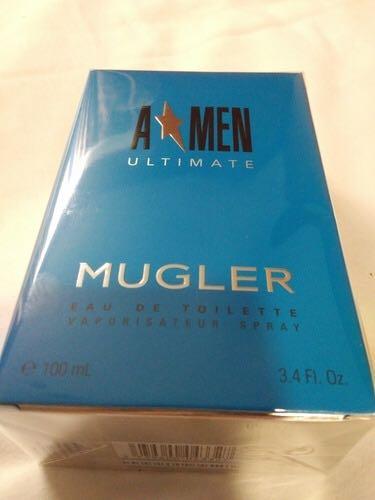 A★MEN
ULTIMATE
MUGLER
EAU DE TOILETTE
VAPORISATEUR SPRAY
℮ 100 mL 3.4 Fl. Oz.